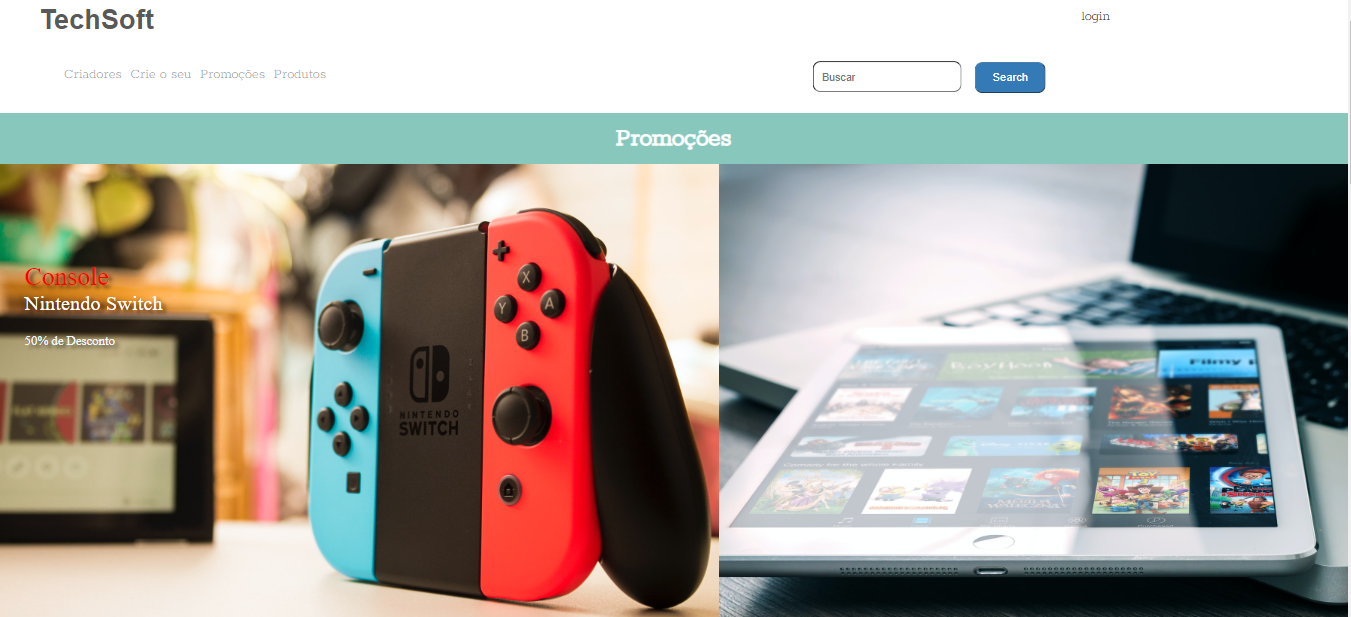 TechSoft
login
Criadores Crie o seu Promoções Produtos
Buscar
Search
Promoções
Console
Nintendo Switch
50% de Desconto
X
Y
A
B
NINTENDO
SWITCH